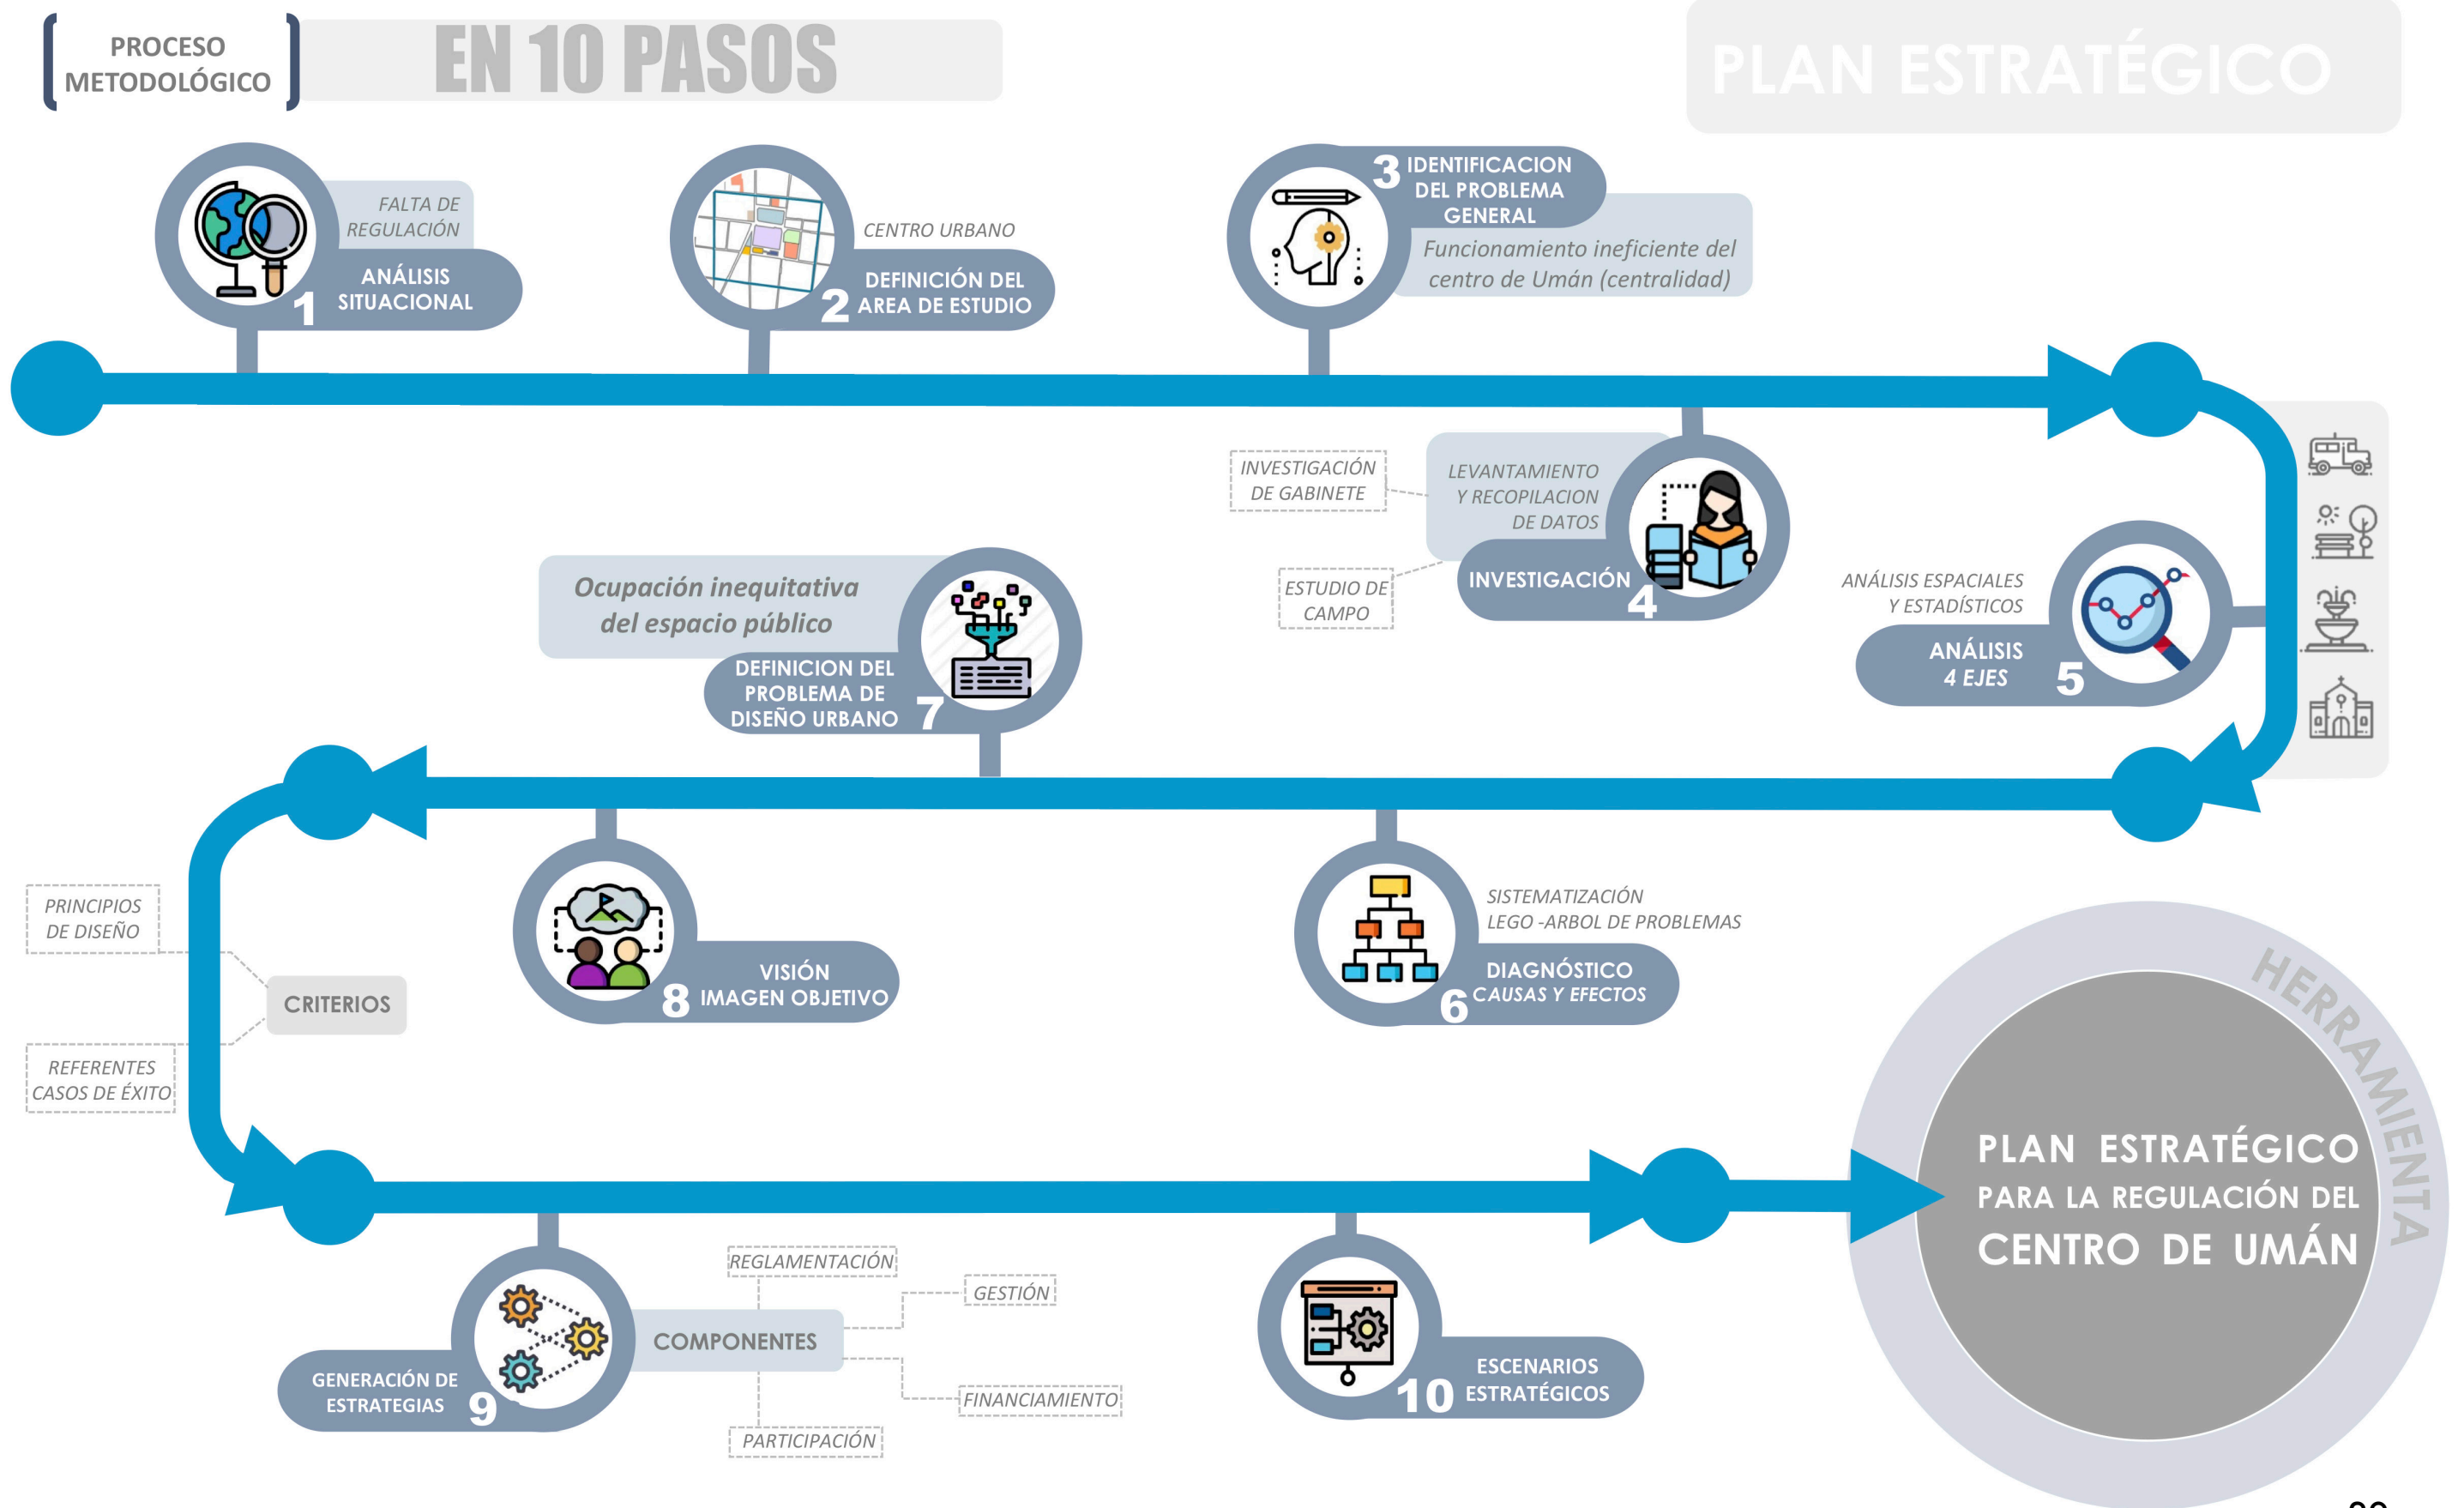 PROCESO
METODOLÓGICO
EN 10 PASOS
PLAN ESTRATÉGICO
FALTA DE
REGULACIÓN
1
ANÁLISIS
SITUACIONAL
CENTRO URBANO
2
DEFINICIÓN DEL
AREA DE ESTUDIO
3
IDENTIFICACION
DEL PROBLEMA
GENERAL
Funcionamiento ineficiente del
centro de Umán (centralidad)
INVESTIGACIÓN
DE GABINETE
ESTUDIO DE
CAMPO
LEVANTAMIENTO
Y RECOPILACION
DE DATOS
INVESTIGACIÓN
4
ANÁLISIS ESPACIALES
Y ESTADÍSTICOS
ANÁLISIS
4 EJES
5
SISTEMATIZACIÓN
LEGO -ARBOL DE PROBLEMAS
DIAGNÓSTICO
CAUSAS Y EFECTOS
6
Ocupación inequitativa
del espacio público
DEFINICION DEL
PROBLEMA DE
DISEÑO URBANO
7
VISIÓN
IMAGEN OBJETIVO
8
PRINCIPIOS
DE DISEÑO
CRITERIOS
REFERENTES
CASOS DE ÉXITO
GENERACIÓN DE
ESTRATEGIAS
9
COMPONENTES
REGLAMENTACIÓN
GESTIÓN
FINANCIAMIENTO
PARTICIPACIÓN
10
ESCENARIOS
ESTRATÉGICOS
HERRAMIENTA
PLAN ESTRATÉGICO
PARA LA REGULACIÓN DEL
CENTRO DE UMÁN